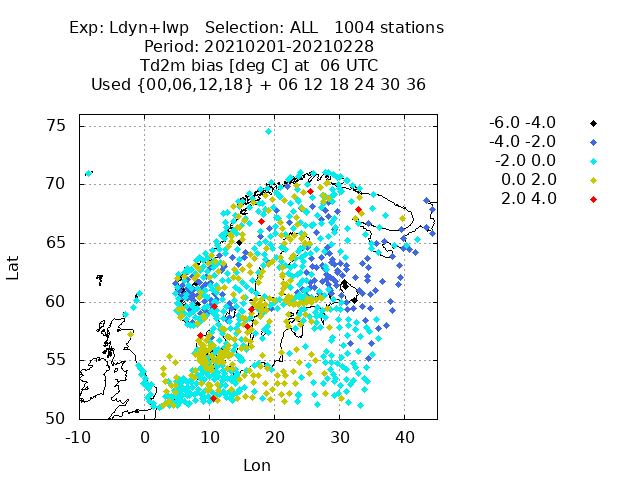 Exp: Ldyn+lwp   Selection: ALL   1004 stations
Period: 20210201-20210228
Td2m bias [deg C] at  06 UTC
Used {00,06,12,18} + 06 12 18 24 30 36
-6.0 -4.0
-4.0 -2.0
-2.0 0.0
0.0 2.0
2.0 4.0
75
70
65
60
55
50
Lat
-10 0 10 20 30 40
Lon